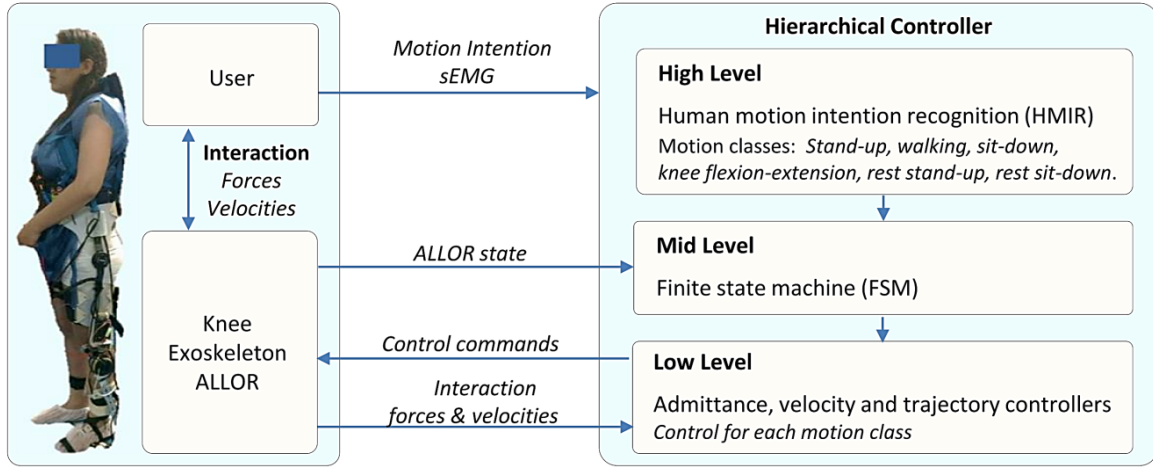 User
Interaction
Forces
Velocities
Knee
Exoskeleton
ALLOR
Motion Intention
sEMG
ALLOR state
Control commands
Interaction
forces & velocities
Hierarchical Controller
High Level
Human motion intention recognition (HMIR)
Motion classes: Stand-up, walking, sit-down,
knee flexion-extension, rest stand-up, rest sit-down.
Mid Level
Finite state machine (FSM)
Low Level
Admittance, velocity and trajectory controllers
Control for each motion class